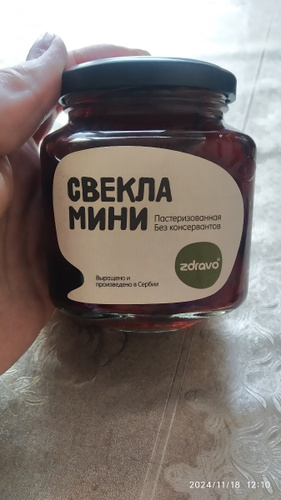 СВЕКЛА
МИНИ
Пастеризованная
Без консервантов
zdravo
Выращено и
произведено в Сербии
2024/11/18 12:10